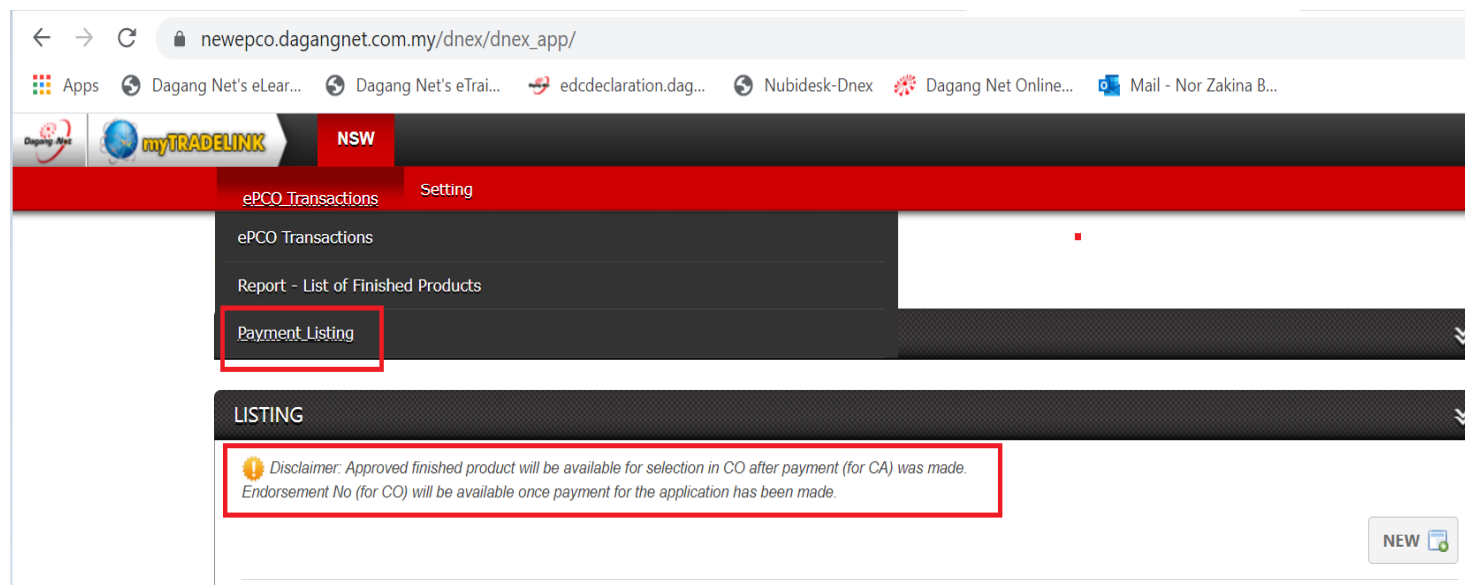 newepco.dagangnet.com.my/dnex/dnex_app/
Apps Dagang Net's eLear... Dagang Net's eTrai... edcdeclaration.dag... Nubidesk-Dnex Dagang Net Online... Mail - Nor Zakina B...
Dagang Net myTRADELINK NSW
ePCO Transactions Setting
ePCO Transactions
Report - List of Finished Products
Payment Listing
LISTING
Disclaimer: Approved finished product will be available for selection in CO after payment (for CA) was made.
Endorsement No (for CO) will be available once payment for the application has been made.
NEW